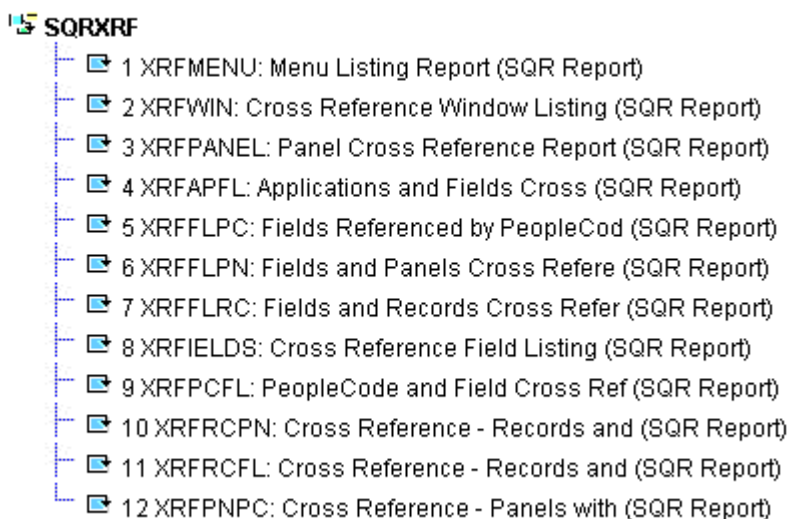 SQRXRF
1 XRFMENU: Menu Listing Report (SQR Report)
2 XRFWIN: Cross Reference Window Listing (SQR Report)
3 XRFPANEL: Panel Cross Reference Report (SQR Report)
4 XRFAPFL: Applications and Fields Cross (SQR Report)
5 XRFFLPC: Fields Referenced by PeopleCod (SQR Report)
6 XRFFLPN: Fields and Panels Cross Refere (SQR Report)
7 XRFFLRC: Fields and Records Cross Refer (SQR Report)
8 XRFIELDS: Cross Reference Field Listing (SQR Report)
9 XRFPCFL: PeopleCode and Field Cross Ref (SQR Report)
10 XRFRCPN: Cross Reference - Records and (SQR Report)
11 XRFRCFL: Cross Reference - Records and (SQR Report)
12 XRFPNPC: Cross Reference - Panels with (SQR Report)